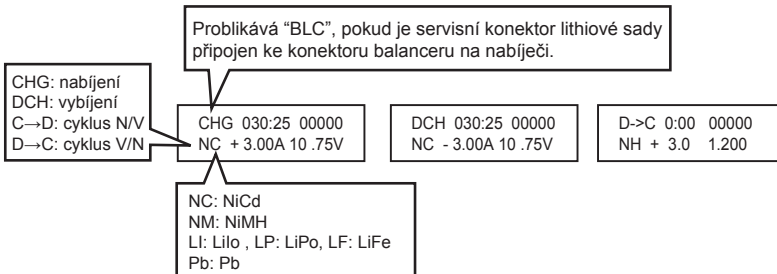 Problikává “BLC”, pokud je servisní konektor lithiové sady
připojen ke konektoru balanceru na nabíječi.
CHG: nabíjení
DCH: vybíjení
C→D: cyklus N/V
D→C: cyklus V/N
CHG 030:25 00000
NC + 3.00A 10 .75V
DCH 030:25 00000
NC - 3.00A 10 .75V
D->C 0:00 00000
NH + 3.0 1.200
NC: NiCd
NM: NiMH
LI: LiIo , LP: LiPo, LF: LiFe
Pb: Pb